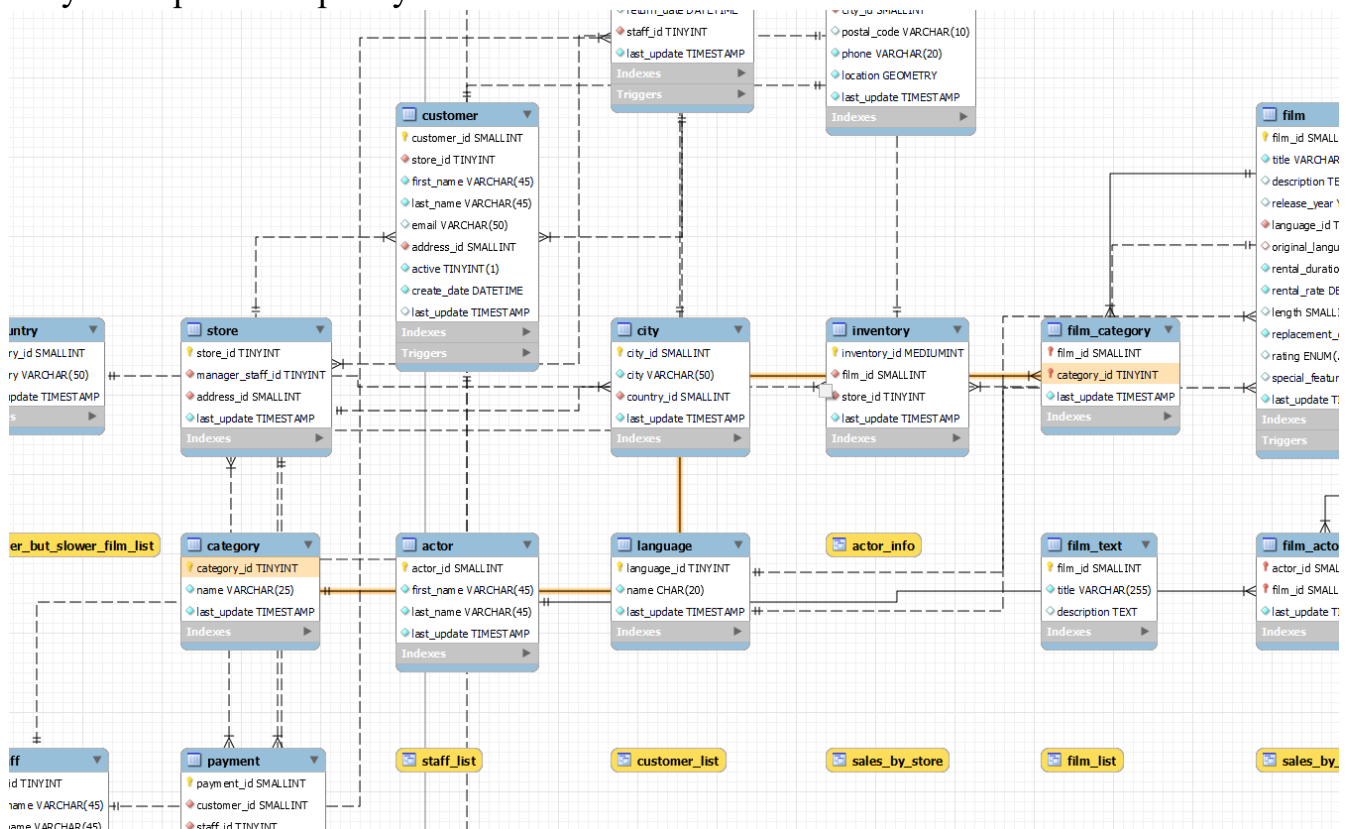 staff_id TINYINT
last_update TIMESTAMP
Indexes
Triggers
postal_code VARCHAR(10)
phone VARCHAR(20)
location GEOMETRY
last_update TIMESTAMP
Indexes
customer
customer_id SMALLINT
store_id TINYINT
first_name VARCHAR(45)
last_name VARCHAR(45)
email VARCHAR(50)
address_id SMALLINT
active TINYINT(1)
create_date DATETIME
last_update TIMESTAMP
Indexes
Triggers
film
film_id SMALL
title VARCHAR
description TE
release_year
language_id T
original_langu
rental_duratio
rental_rate DE
length SMALL
replacement_
rating ENUM(
special_featur
last_update T
Indexes
Triggers
untry
ry_id SMALLINT
ry VARCHAR(50)
update TIMESTAMP
store
store_id TINYINT
manager_staff_id TINYINT
address_id SMALLINT
last_update TIMESTAMP
Indexes
city
city_id SMALLINT
city VARCHAR(50)
country_id SMALLINT
last_update TIMESTAMP
Indexes
inventory
inventory_id MEDIUMINT
film_id SMALLINT
store_id TINYINT
last_update TIMESTAMP
Indexes
film_category
film_id SMALLINT
category_id TINYINT
last_update TIMESTAMP
Indexes
er_but_slower_film_list
category
category_id TINYINT
name VARCHAR(25)
last_update TIMESTAMP
Indexes
actor
actor_id SMALLINT
first_name VARCHAR(45)
last_name VARCHAR(45)
last_update TIMESTAMP
Indexes
language
language_id TINYINT
name CHAR(20)
last_update TIMESTAMP
Indexes
actor_info
film_text
film_id SMALLINT
title VARCHAR(255)
description TEXT
Indexes
film_acto
actor_id SMAL
film_id SMALL
last_update T
Indexes
ff
id TINYINT
name VARCHAR(45)
name VARCHAR(45)
payment
payment_id SMALLINT
customer_id SMALLINT
staff_id TINYINT
staff_list
customer_list
sales_by_store
film_list
sales_by_